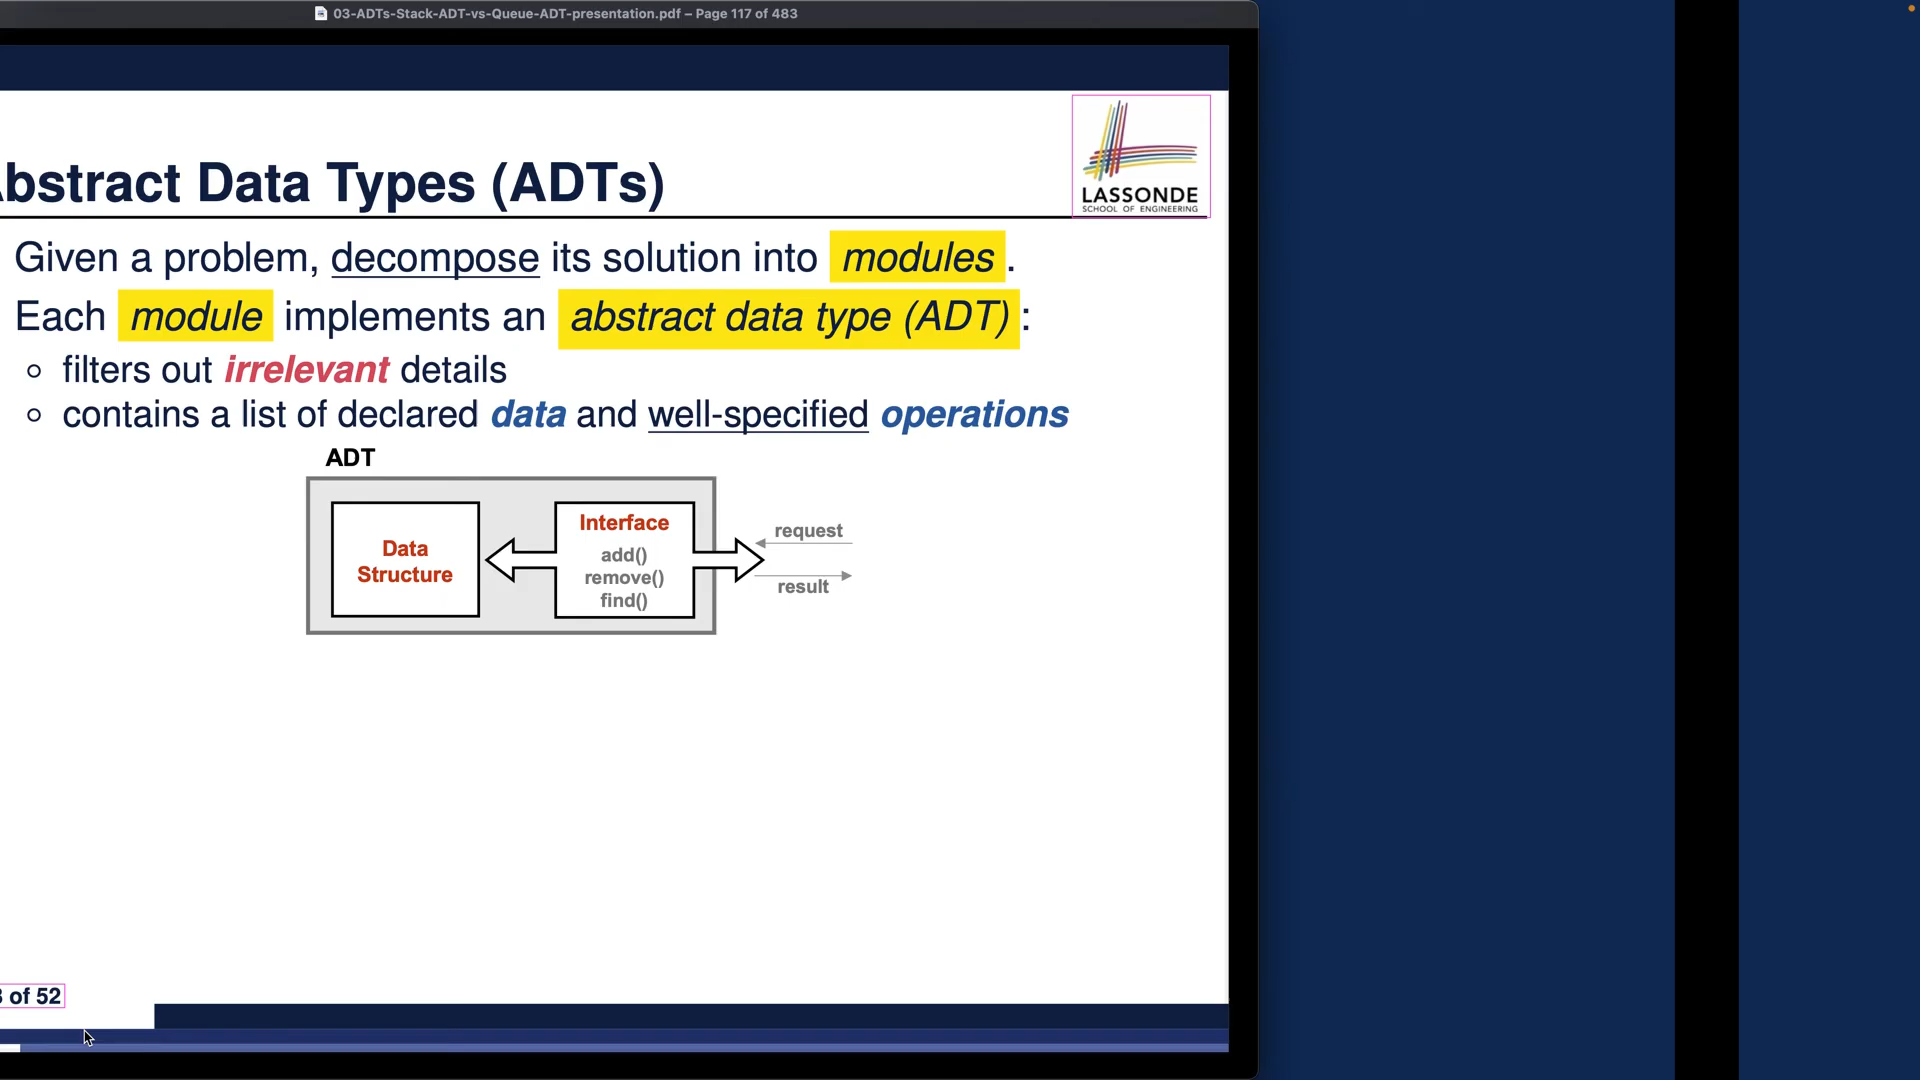 03-ADTs-Stack-ADT-vs-Queue-ADT-presentation.pdf – Page 117 of 483
LASSONDE
SCHOOL OF ENGINEERING
bstract Data Types (ADTs)
Given a problem, decompose its solution into modules.
Each module implements an abstract data type (ADT):
filters out irrelevant details
contains a list of declared data and well-specified operations
ADT
Data
Structure
Interface
add()
remove()
find()
request
result
of 52